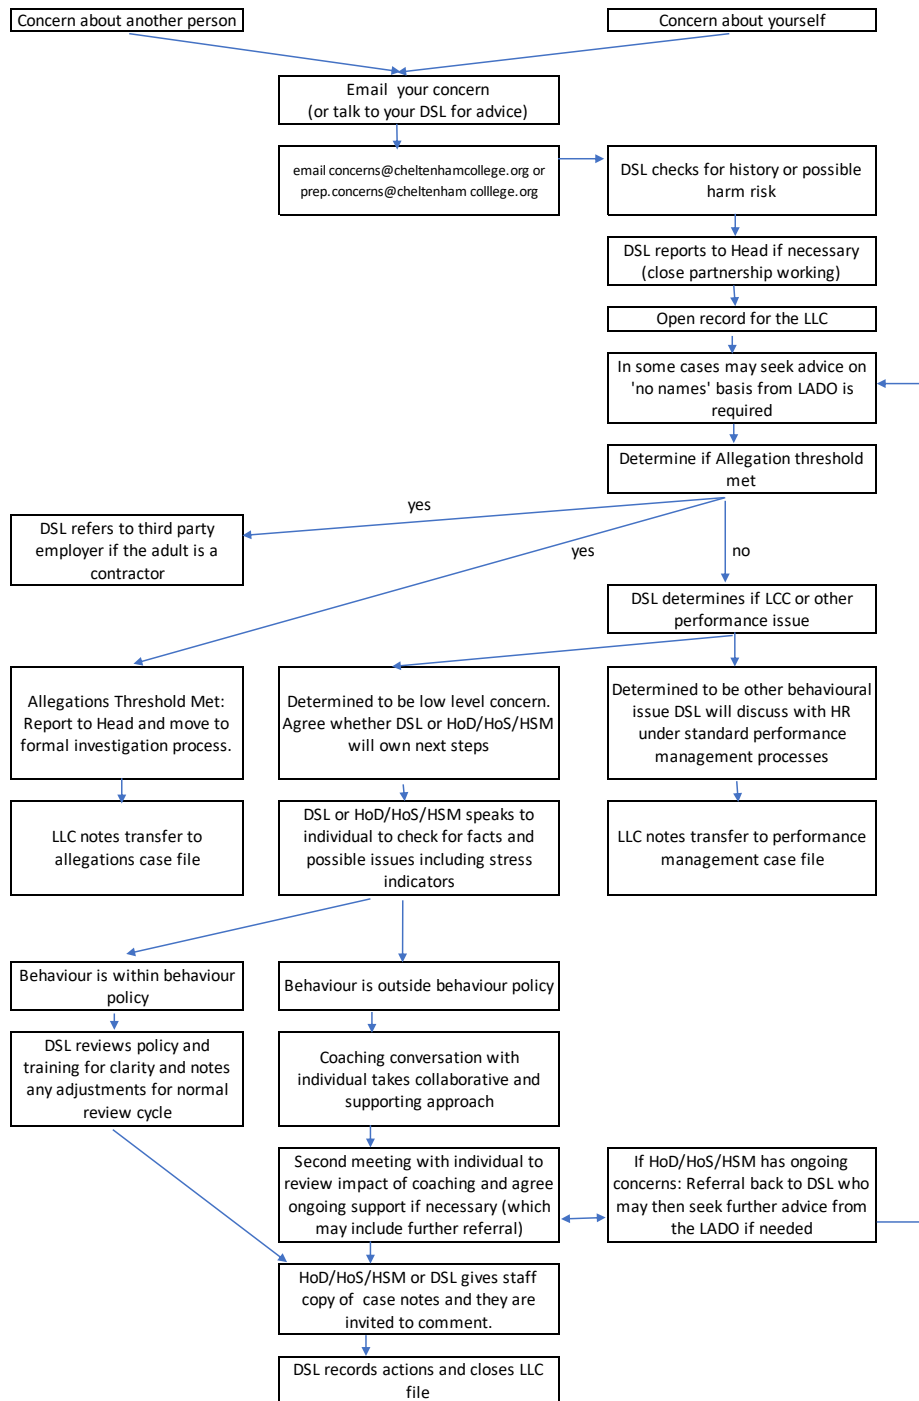 Concern about another person
Concern about yourself
Email  your concern
(or talk to your DSL for advice)
email concerns@cheltenhamcollege.org or
prep.concerns@cheltenham colllege.org
DSL checks for history or possible
harm risk
DSL reports to Head if necessary
(close partnership working)
Open record for the LLC
In some cases may seek advice on
'no names' basis from LADO is
required
Determine if Allegation threshold
met
yes
yes
no
DSL refers to third party
employer if the adult is a
contractor
DSL determines if LCC or other
performance issue
Allegations Threshold Met:
Report to Head and move to
formal investigation process.
Determined to be low level concern.
Agree whether DSL or HoD/HoS/HSM
will own next steps
Determined to be other behavioural
issue DSL will discuss with HR
under standard performance
management processes
LLC notes transfer to
allegations case file
DSL or HoD/HoS/HSM speaks to
individual to check for facts and
possible issues including stress
indicators
LLC notes transfer to performance
management case file
Behaviour is within behaviour
policy
Behaviour is outside behaviour policy
DSL reviews policy and
training for clarity and notes
any adjustments for normal
review cycle
Coaching conversation with
individual takes collaborative and
supporting approach
Second meeting with individual to
review impact of coaching and agree
ongoing support if necessary (which
may include further referral)
If HoD/HoS/HSM has ongoing
concerns: Referral back to DSL who
may then seek further advice from
the LADO if needed
HoD/HoS/HSM or DSL gives staff
copy of  case notes and they are
invited to comment.
DSL records actions and closes LLC
file